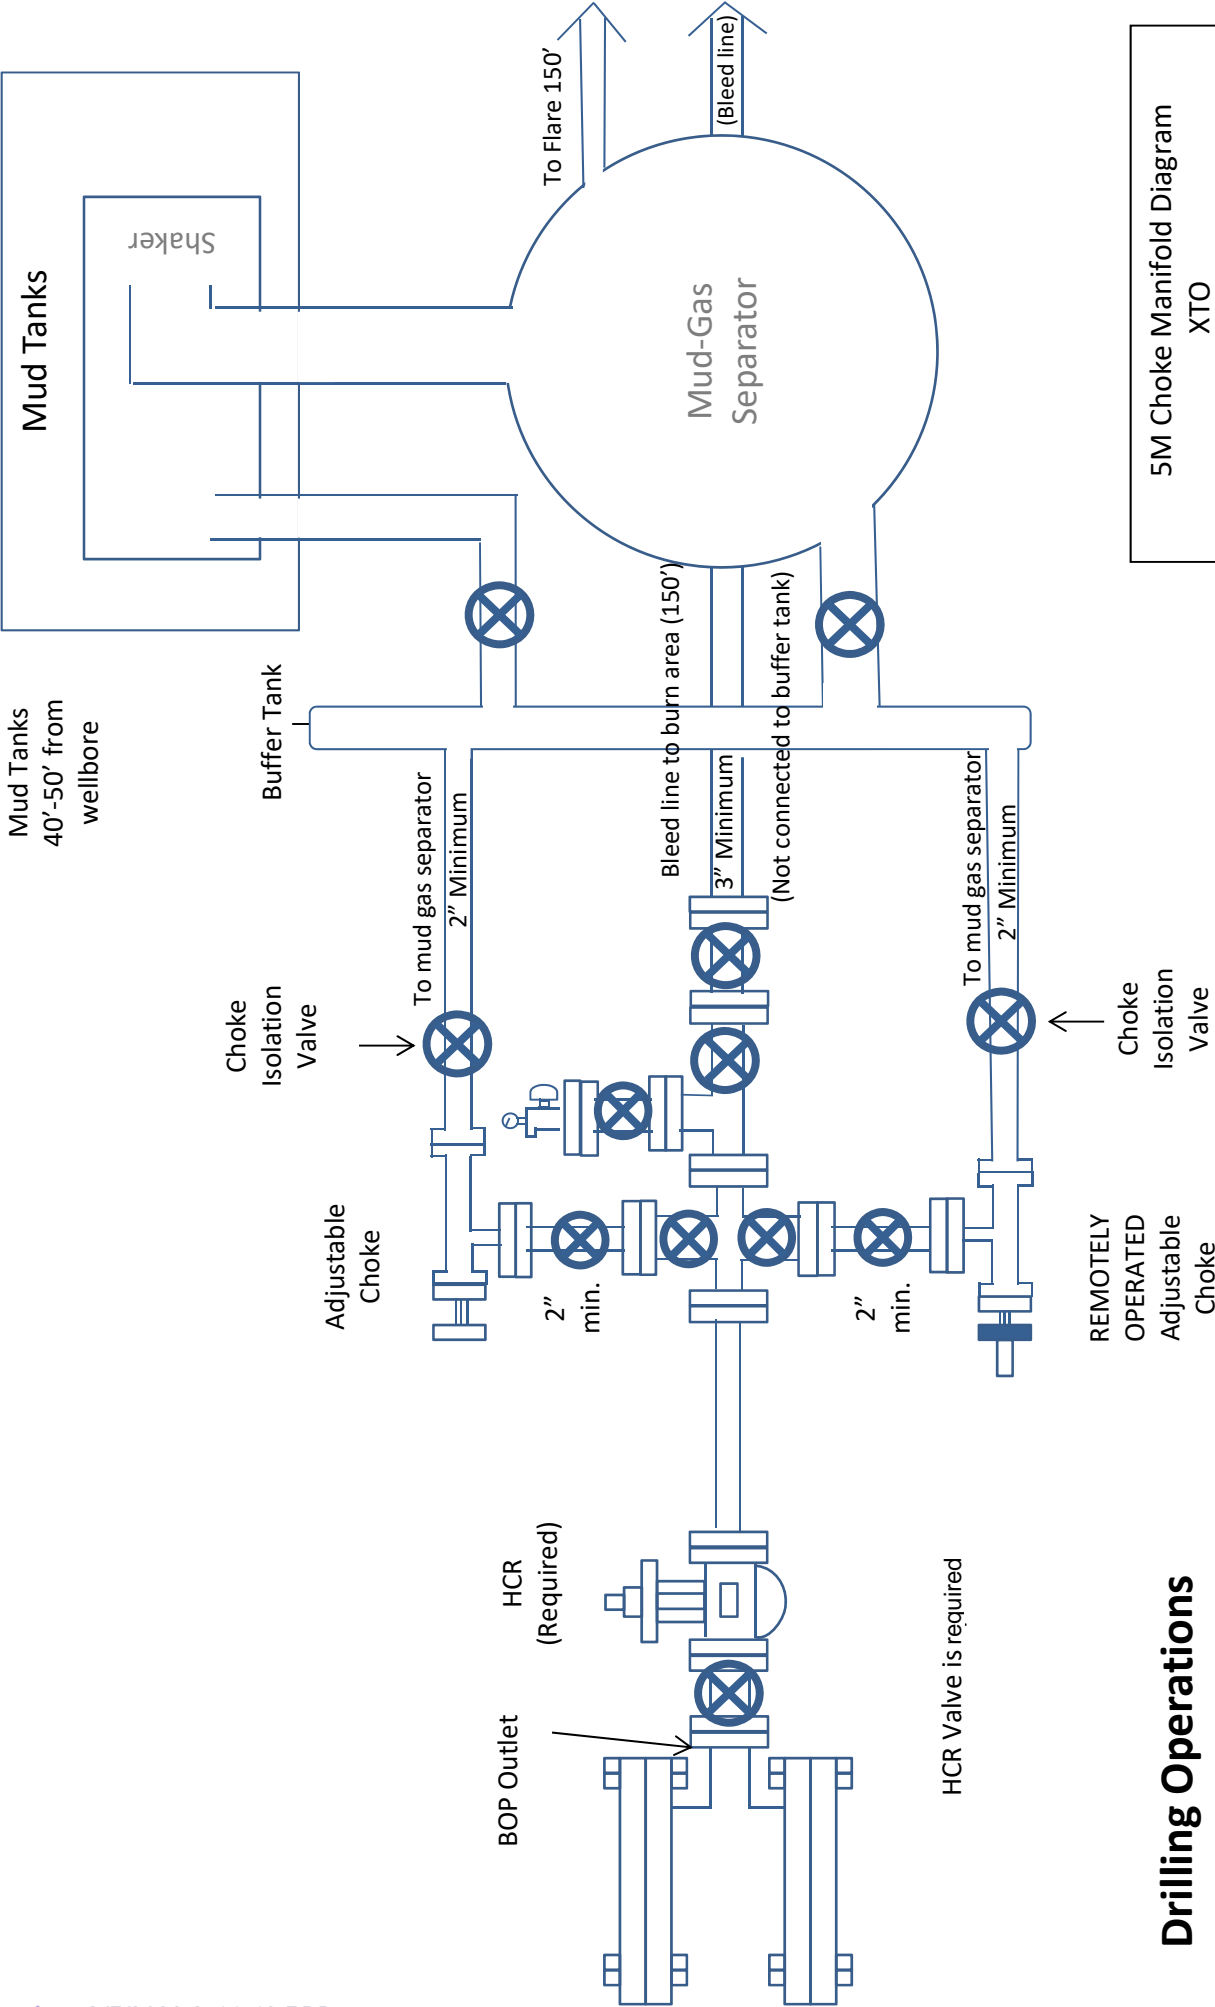 Mud Tanks
40’-50’ from
wellbore
Mud Tanks
Shaker
Buffer Tank
To Flare 150’
(Bleed line)
Mud-Gas
Separator
Choke
Isolation
Valve
To mud gas separator
2” Minimum
Bleed line to burn area (150’)
3” Minimum
(Not connected to buffer tank)
To mud gas separator
2” Minimum
Choke
Isolation
Valve
Adjustable
Choke
2”
min.
2”
min.
REMOTELY
OPERATED
Adjustable
Choke
HCR
(Required)
BOP Outlet
HCR Valve is required
Drilling Operations
5M Choke Manifold Diagram
XTO